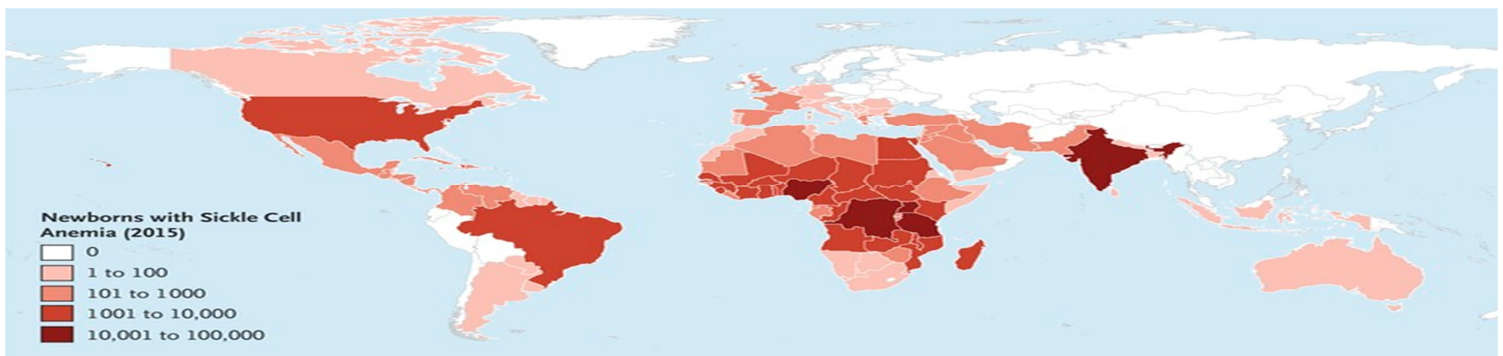 Newborns with Sickle Cell
Anemia (2015)
0
1 to 100
101 to 1000
1001 to 10,000
10,001 to 100,000